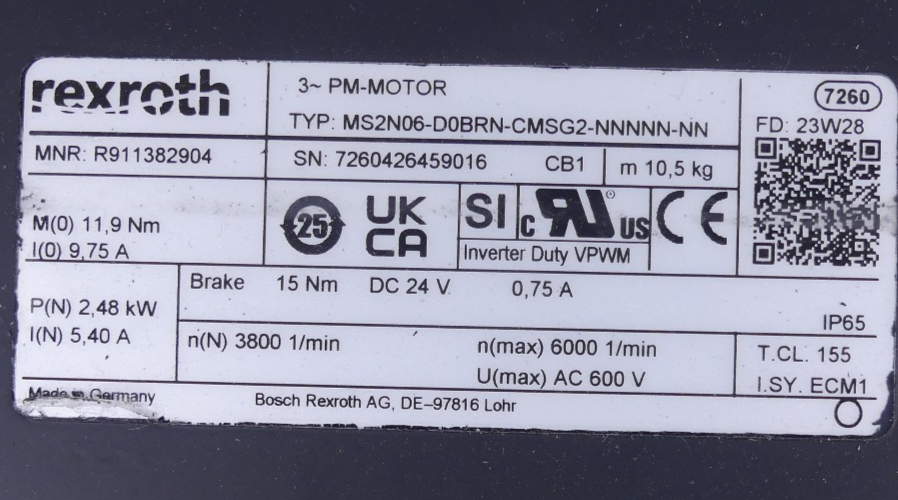 rexroth
3~ PM-MOTOR
7260
TYP: MS2N06-D0BRN-CMSG2-NNNNN-NN
FD: 23W28
MNR: R911382904
SN: 7260426459016 CB1 m 10,5 kg
M(0) 11,9 Nm
I(0) 9,75 A
25
UK
CA
SI
c RU US
Inverter Duty VPWM
CE
P(N) 2,48 kW
I(N) 5,40 A
Brake 15 Nm DC 24 V 0,75 A
IP65
n(N) 3800 1/min n(max) 6000 1/min
U(max) AC 600 V
T.CL. 155
I.SY. ECM1
Made in Germany
Bosch Rexroth AG, DE–97816 Lohr